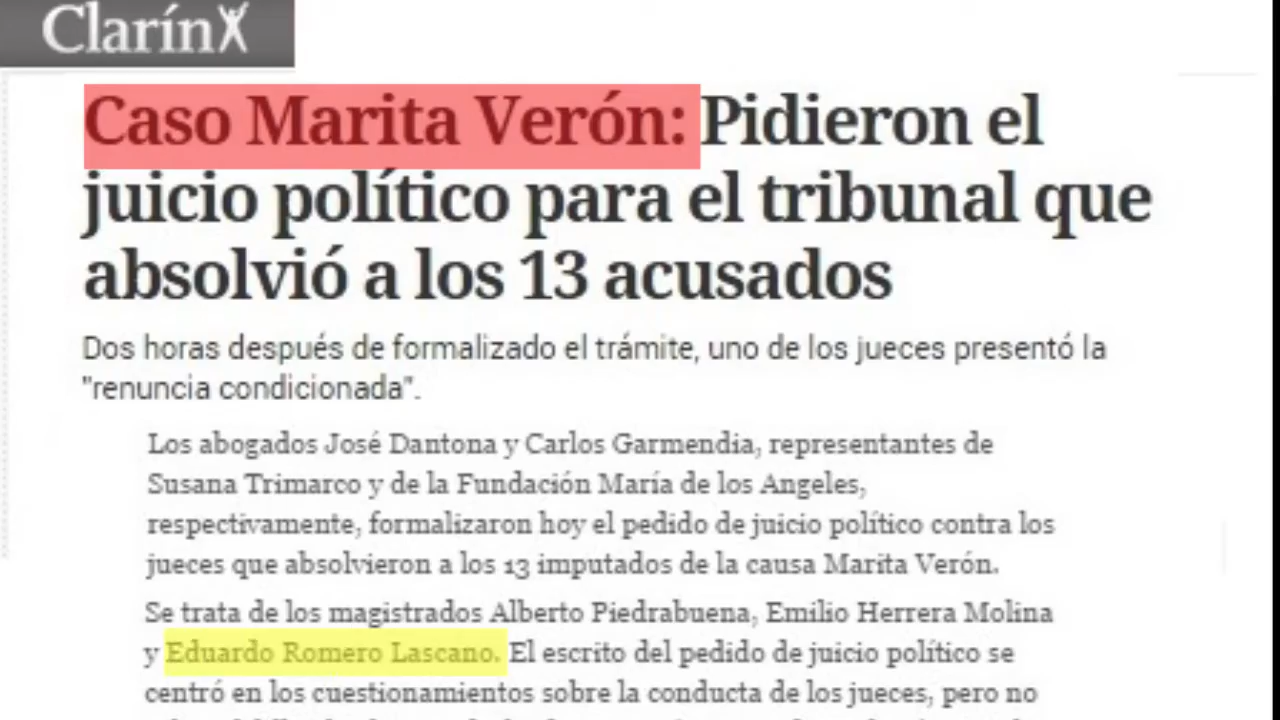 Clarín
Caso Marita Verón: Pidieron el
juicio político para el tribunal que
absolvió a los 13 acusados
Dos horas después de formalizado el trámite, uno de los jueces presentó la
"renuncia condicionada".
Los abogados José Dantona y Carlos Garmendia, representantes de
Susana Trimarco y de la Fundación María de los Angeles,
respectivamente, formalizaron hoy el pedido de juicio político contra los
jueces que absolvieron a los 13 imputados de la causa Marita Verón.
Se trata de los magistrados Alberto Piedrabuena, Emilio Herrera Molina
y Eduardo Romero Lascano. El escrito del pedido de juicio político se
centró en los cuestionamientos sobre la conducta de los jueces, pero no